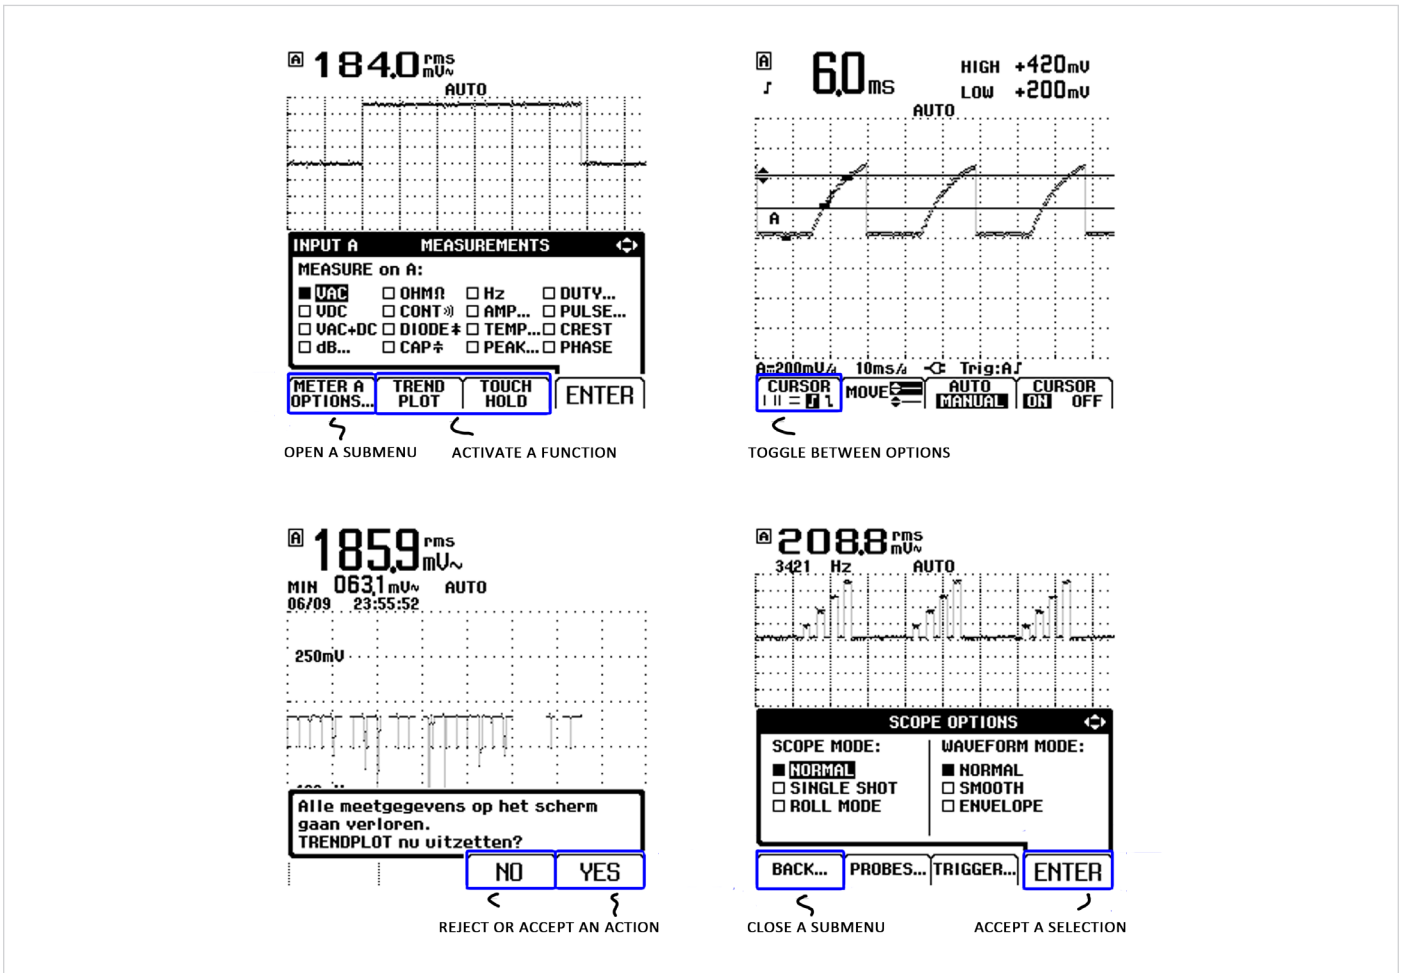 A 184.0 rms mV~
AUTO
INPUT A MEASUREMENTS
MEASURE on A:
VAC OHMΩ Hz DUTY...
VDC CONT AMP... PULSE...
VAC+DC DIODE TEMP... CREST
dB... CAP PEAK... PHASE
METER A OPTIONS... TREND PLOT TOUCH HOLD ENTER
OPEN A SUBMENU ACTIVATE A FUNCTION
A 6.0 ms HIGH +420mV
LOW +200mV
AUTO
A
A=200mV/d 10ms/d Trig:A
CURSOR MOVE AUTO MANUAL CURSOR ON OFF
TOGGLE BETWEEN OPTIONS
A 185.9 rms mV~
MIN 063.1 mV~ AUTO
06/09 23:55:52
250mV
Alle meetgegevens op het scherm
gaan verloren.
TRENDPLOT nu uitzetten?
NO YES
REJECT OR ACCEPT AN ACTION
A 208.8 rms mV~
3421 Hz AUTO
SCOPE OPTIONS
SCOPE MODE: WAVEFORM MODE:
NORMAL NORMAL
SINGLE SHOT SMOOTH
ROLL MODE ENVELOPE
BACK... PROBES... TRIGGER... ENTER
CLOSE A SUBMENU ACCEPT A SELECTION